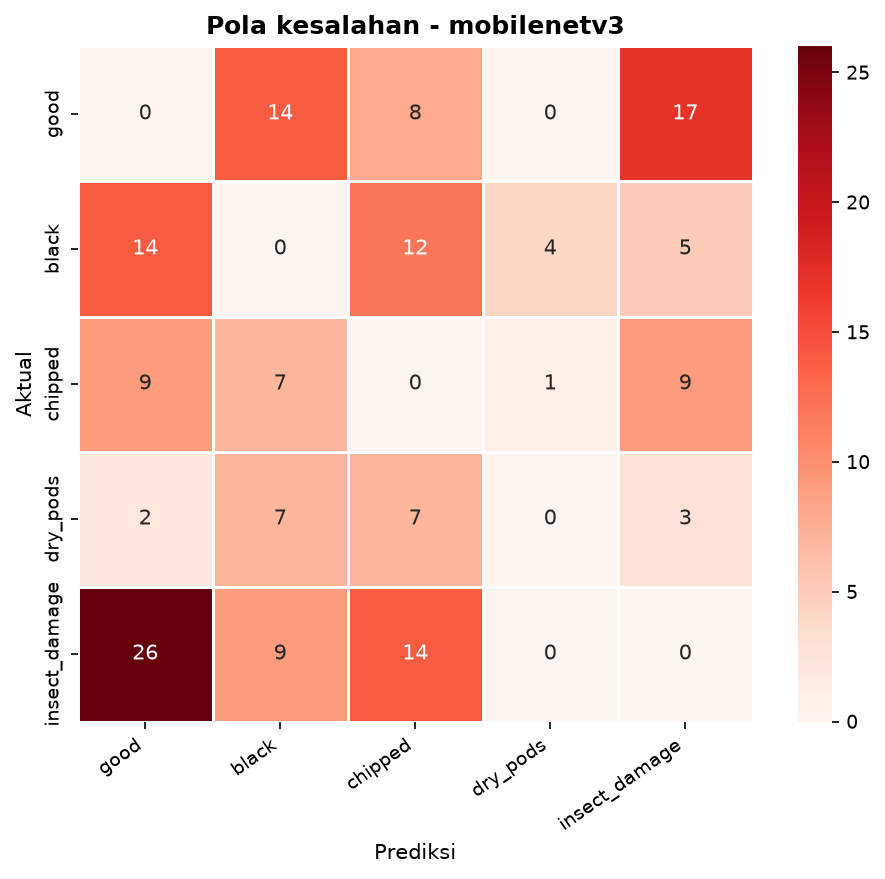 Pola kesalahan - mobilenetv3
Aktual
good 0 14 8 0 17
black 14 0 12 4 5
chipped 9 7 0 1 9
dry_pods 2 7 7 0 3
insect_damage 26 9 14 0 0
good black chipped dry_pods insect_damage
Prediksi
25
20
15
10
5
0